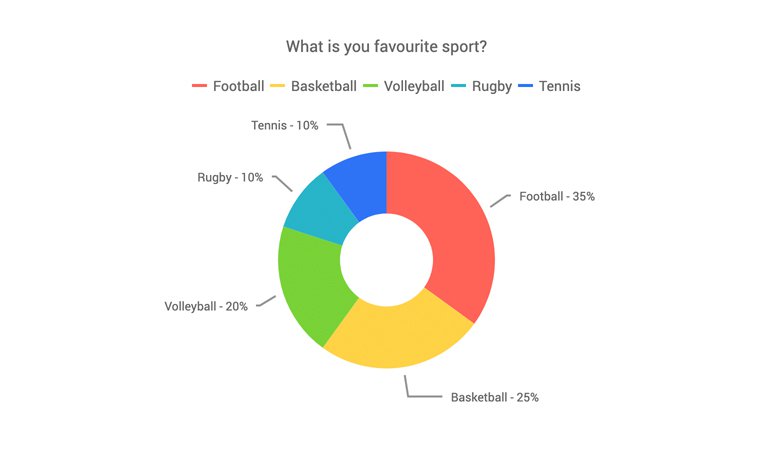 What is you favourite sport?
Football Basketball Volleyball Rugby Tennis
Tennis - 10%
Rugby - 10%
Football - 35%
Volleyball - 20%
Basketball - 25%